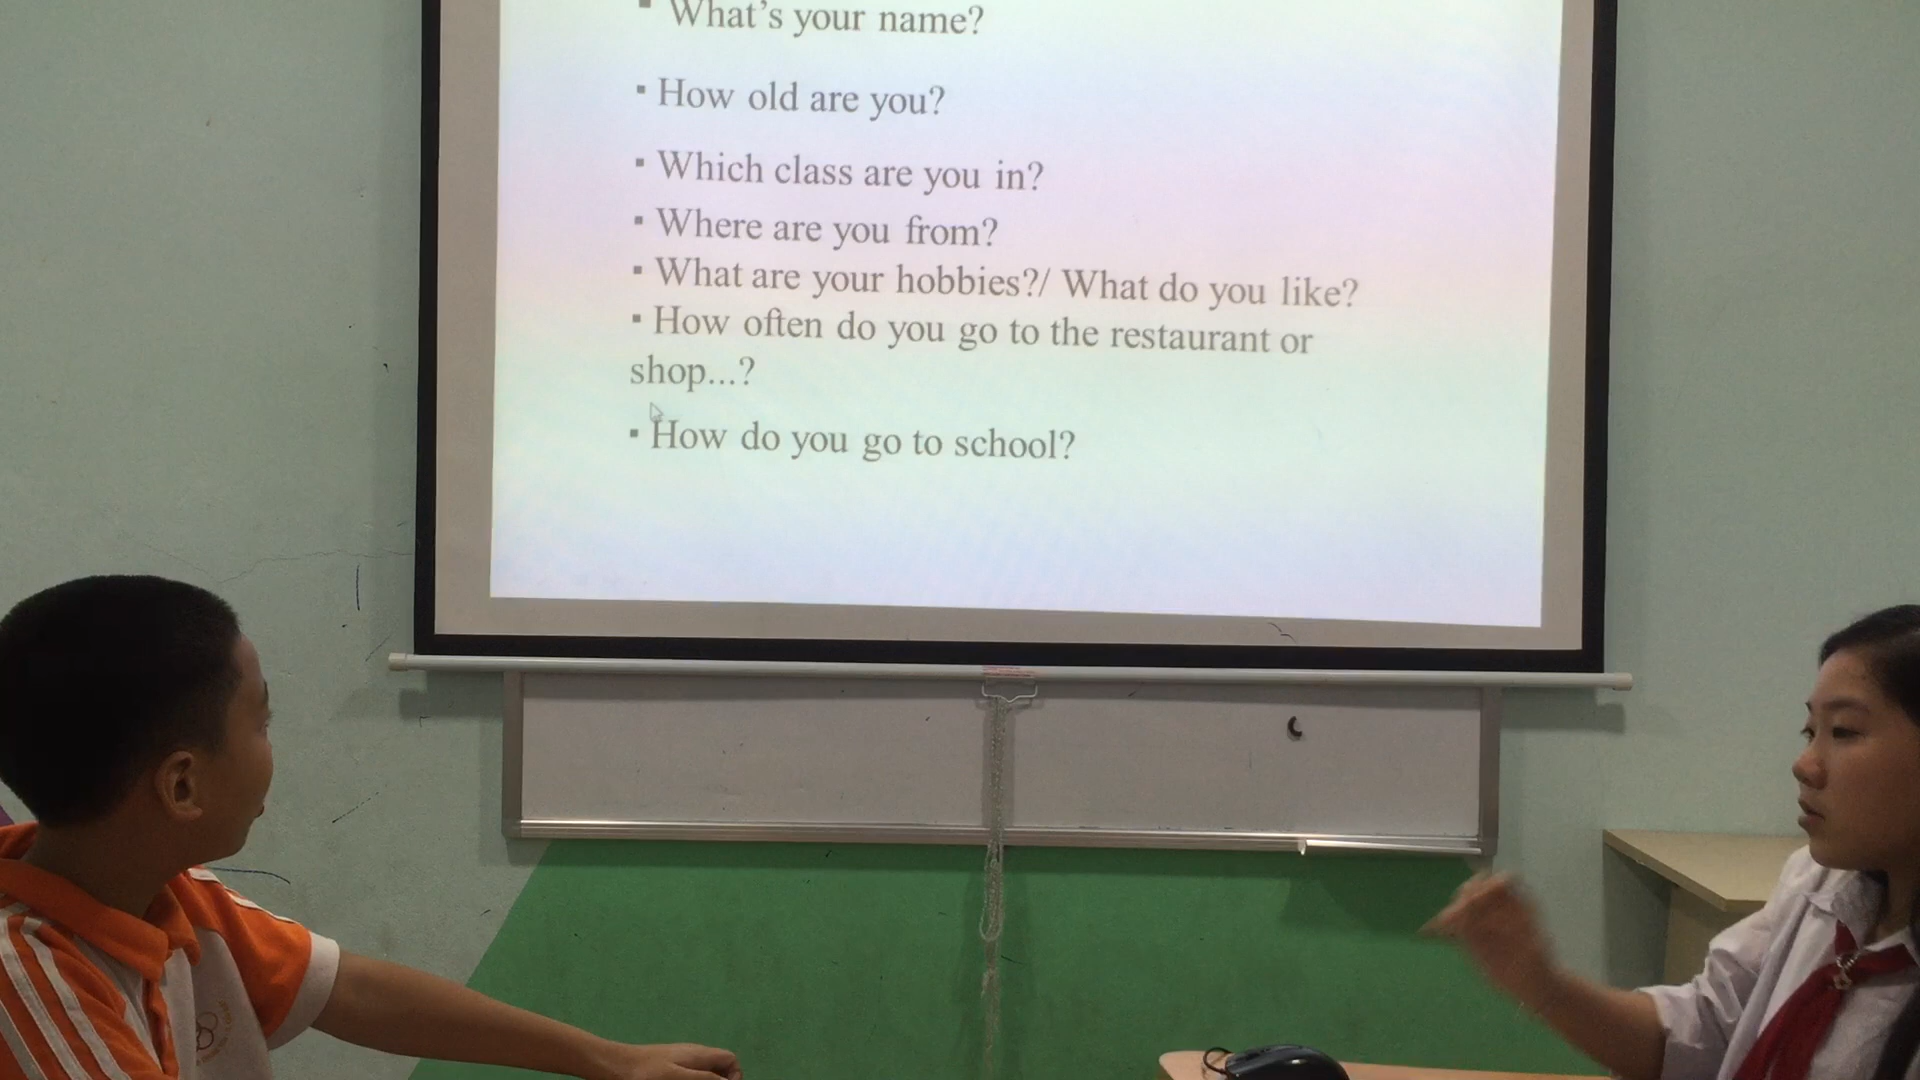 ▪ What's your name?
▪ How old are you?
▪ Which class are you in?
▪ Where are you from?
▪ What are your hobbies?/ What do you like?
▪ How often do you go to the restaurant or
shop...?
▪ How do you go to school?